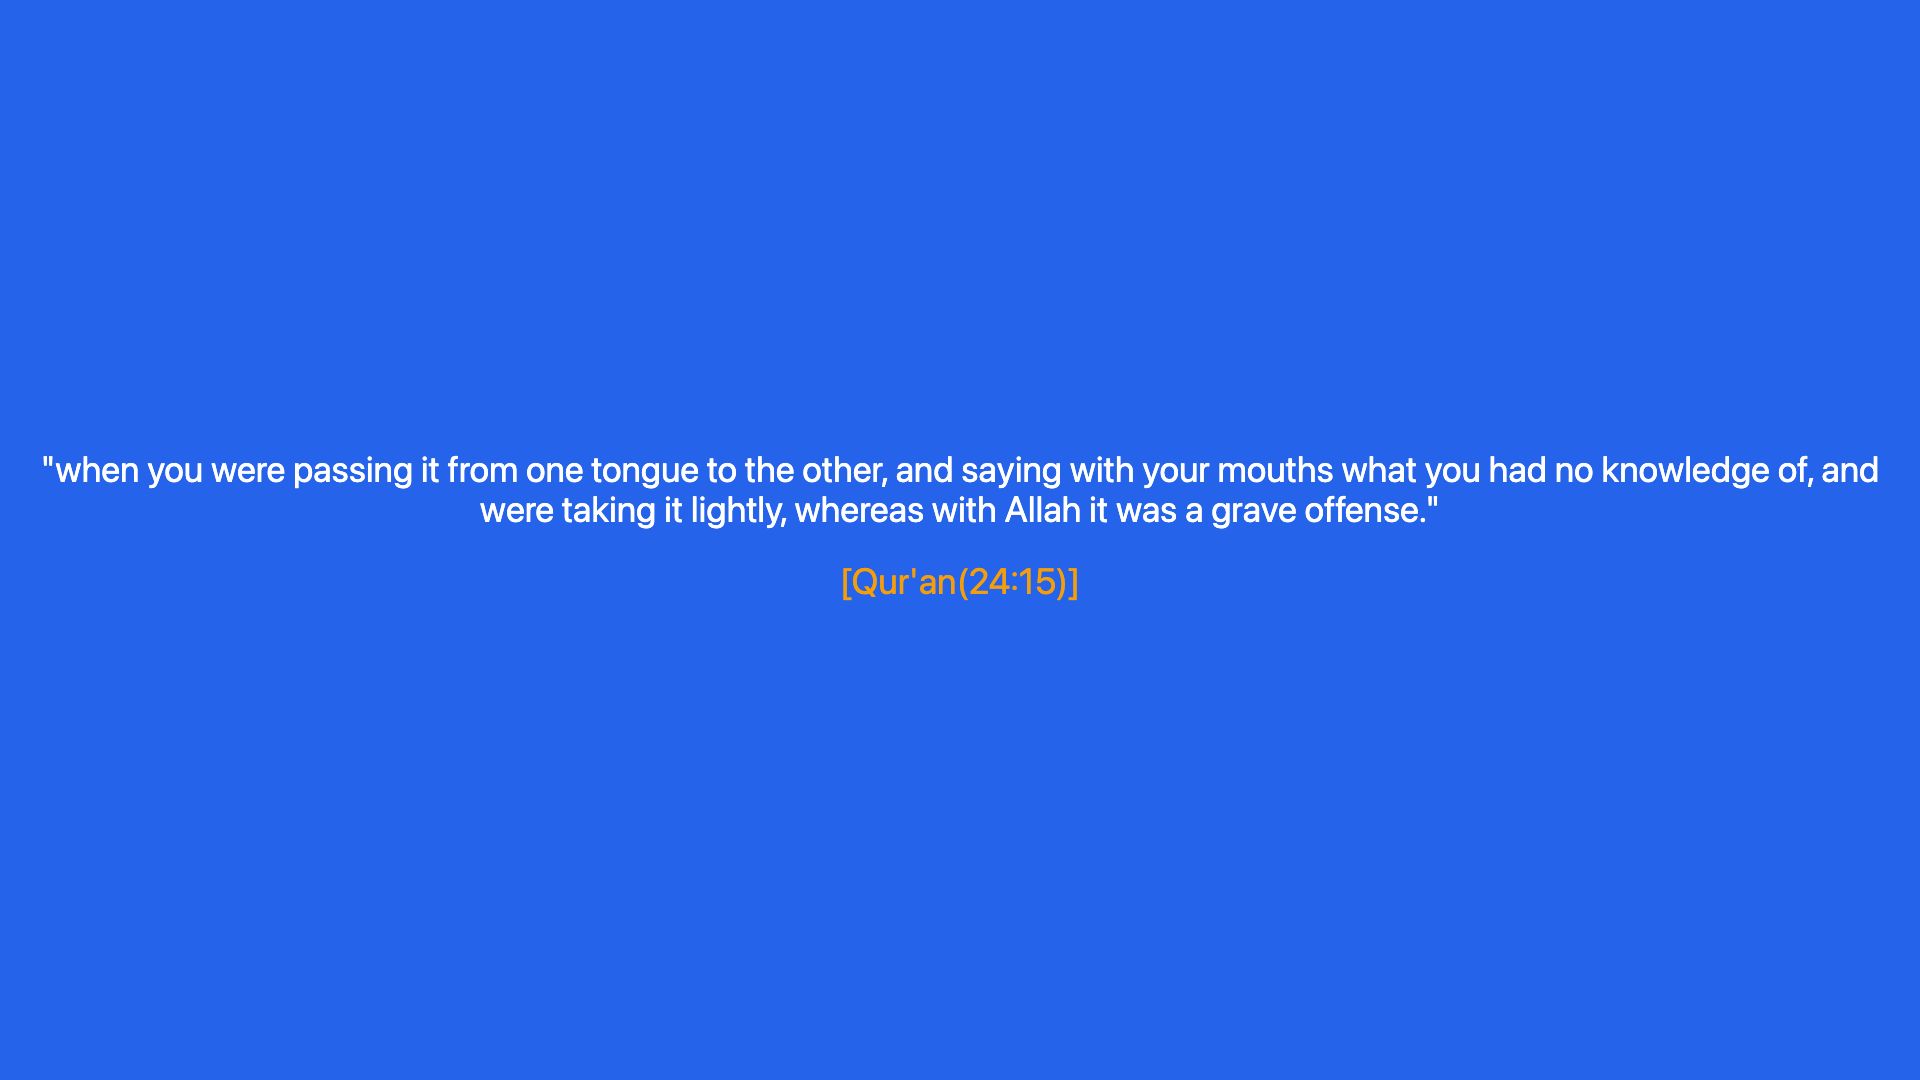 "when you were passing it from one tongue to the other, and saying with your mouths what you had no knowledge of, and
were taking it lightly, whereas with Allah it was a grave offense."
[Qur'an(24:15)]